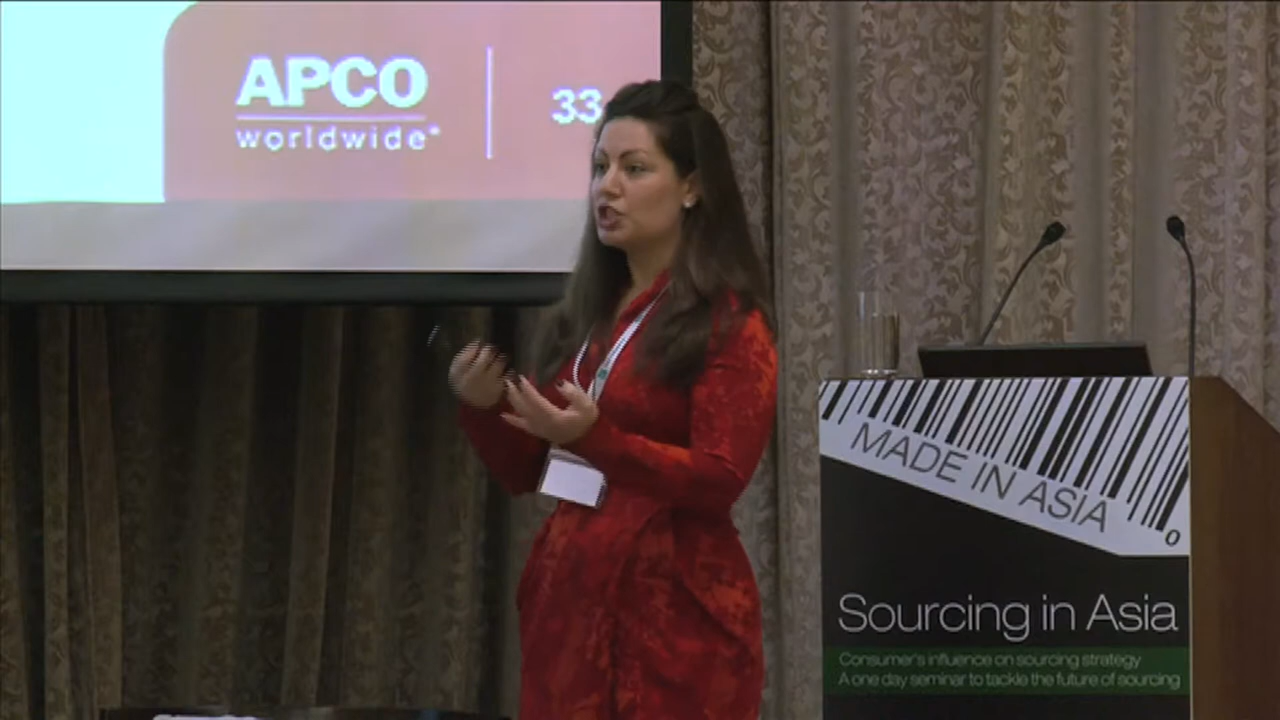 APCO
worldwide
33
MADE IN ASIA
0
Sourcing in Asia
Consumer's influence on sourcing strategy
A one day seminar to tackle the future of sourcing